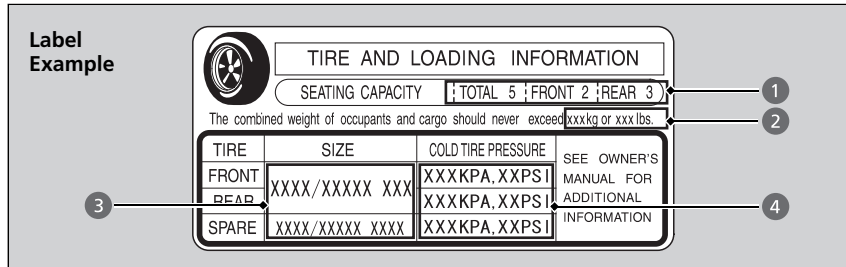 Label
Example
TIRE AND LOADING INFORMATION
SEATING CAPACITY TOTAL 5 FRONT 2 REAR 3
1
The combined weight of occupants and cargo should never exceed xxxkg or xxx lbs.
2
TIRE SIZE COLD TIRE PRESSURE
SEE OWNER'S
MANUAL FOR
ADDITIONAL
INFORMATION
FRONT XXXX/XXXXX XXX XXXKPA,XXPSI
REAR XXXKPA,XXPSI
3
4
SPARE XXXX/XXXXX XXXX XXXKPA,XXPSI